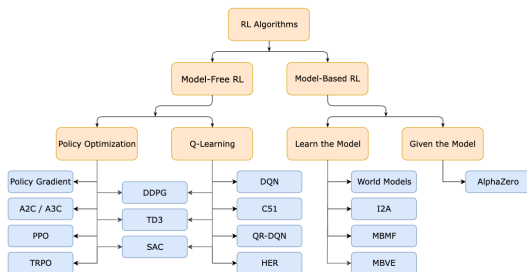 RL Algorithms
Model-Free RL
Model-Based RL
Policy Optimization
Q-Learning
Learn the Model
Given the Model
Policy Gradient
A2C / A3C
PPO
TRPO
DDPG
TD3
SAC
DQN
C51
QR-DQN
HER
World Models
I2A
MBMF
MBVE
AlphaZero